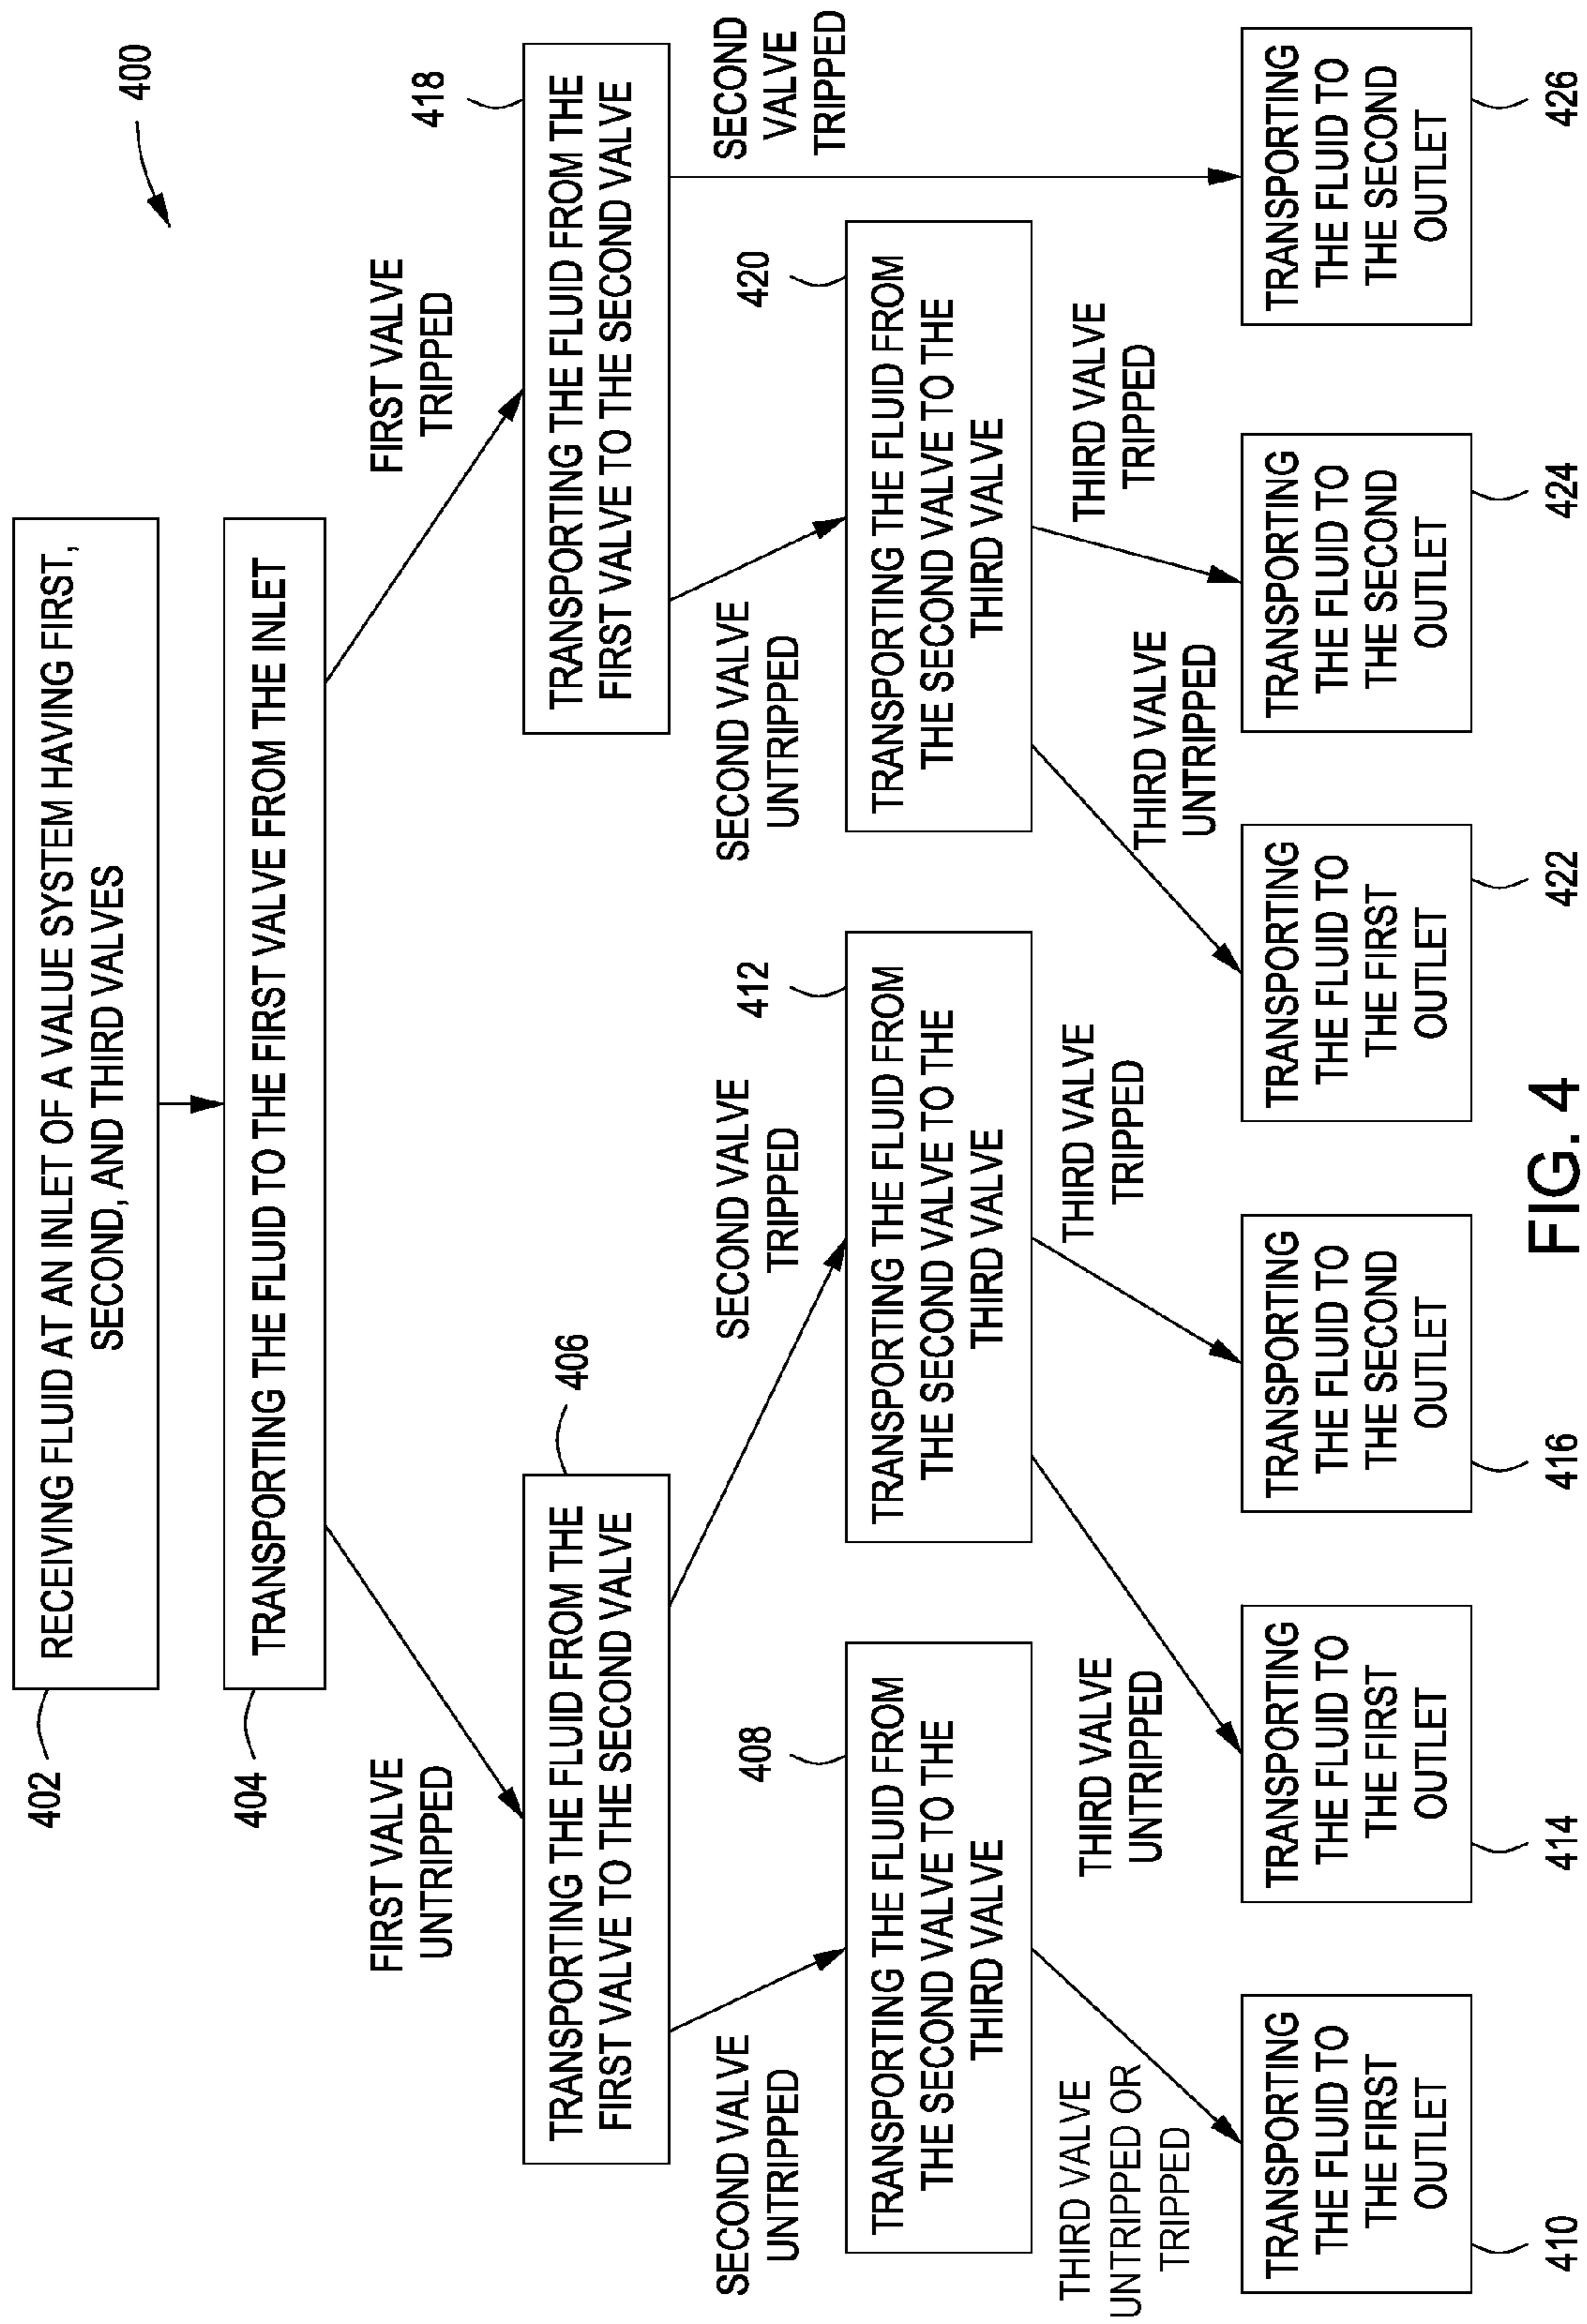 400
402
RECEIVING FLUID AT AN INLET OF A VALUE SYSTEM HAVING FIRST,
SECOND, AND THIRD VALVES
404
TRANSPORTING THE FLUID TO THE FIRST VALVE FROM THE INLET
FIRST VALVE
UNTRIPPED
FIRST VALVE
TRIPPED
406
TRANSPORTING THE FLUID FROM THE
FIRST VALVE TO THE SECOND VALVE
418
TRANSPORTING THE FLUID FROM THE
FIRST VALVE TO THE SECOND VALVE
SECOND VALVE
UNTRIPPED
SECOND VALVE
TRIPPED
SECOND VALVE
UNTRIPPED
SECOND
VALVE
TRIPPED
408
TRANSPORTING THE FLUID FROM
THE SECOND VALVE TO THE
THIRD VALVE
412
TRANSPORTING THE FLUID FROM
THE SECOND VALVE TO THE
THIRD VALVE
420
TRANSPORTING THE FLUID FROM
THE SECOND VALVE TO THE
THIRD VALVE
THIRD VALVE
UNTRIPPED OR
TRIPPED
THIRD VALVE
UNTRIPPED
THIRD VALVE
TRIPPED
THIRD VALVE
UNTRIPPED
THIRD VALVE
TRIPPED
TRANSPORTING
THE FLUID TO
THE FIRST
OUTLET
410
TRANSPORTING
THE FLUID TO
THE FIRST
OUTLET
414
TRANSPORTING
THE FLUID TO
THE SECOND
OUTLET
416
TRANSPORTING
THE FLUID TO
THE FIRST
OUTLET
422
TRANSPORTING
THE FLUID TO
THE SECOND
OUTLET
424
TRANSPORTING
THE FLUID TO
THE SECOND
OUTLET
426
FIG. 4